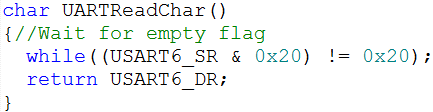 char UARTReadChar()
{//Wait for empty flag
  while((USART6_SR & 0x20) != 0x20);
  return USART6_DR;
}